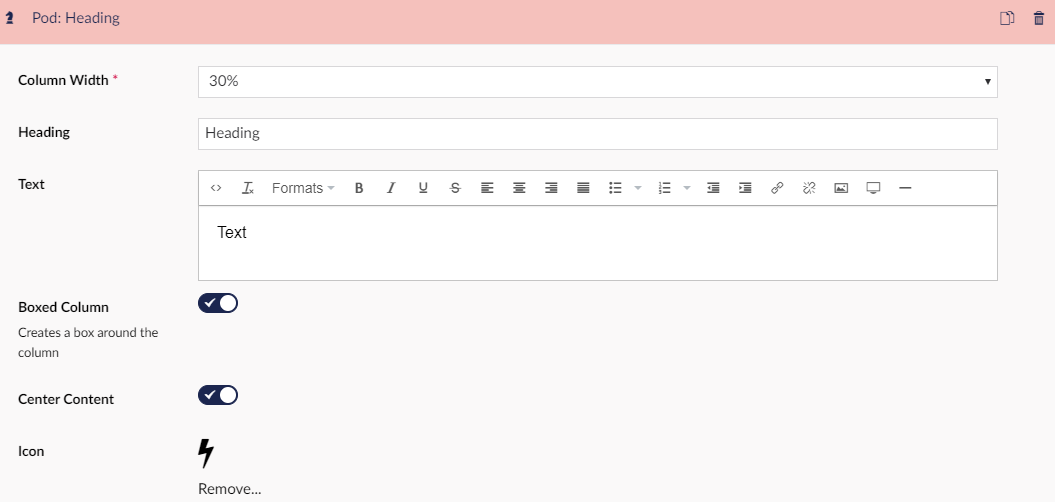 Pod: Heading
Column Width *
30%
Heading
Heading
Text
Formats
B I U S
Text
Boxed Column
Creates a box around the
column
Center Content
Icon
Remove...